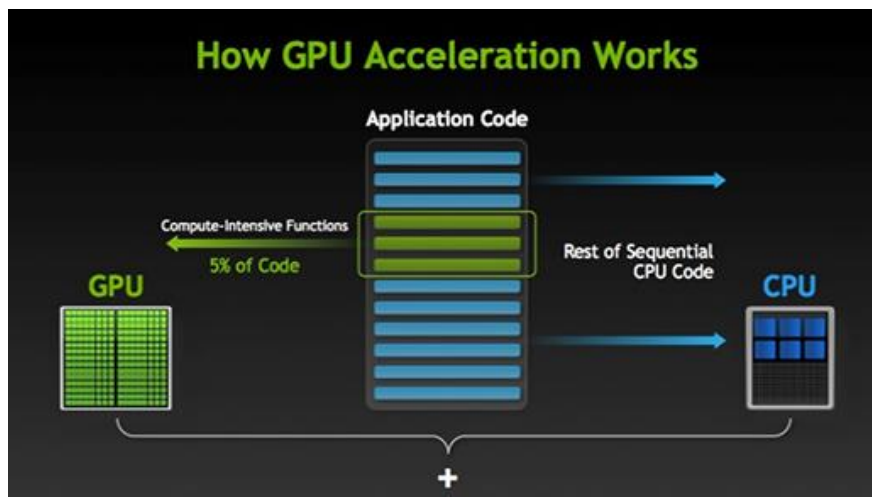 How GPU Acceleration Works
Application Code
Compute-Intensive Functions
5% of Code
Rest of Sequential
CPU Code
GPU
CPU
+